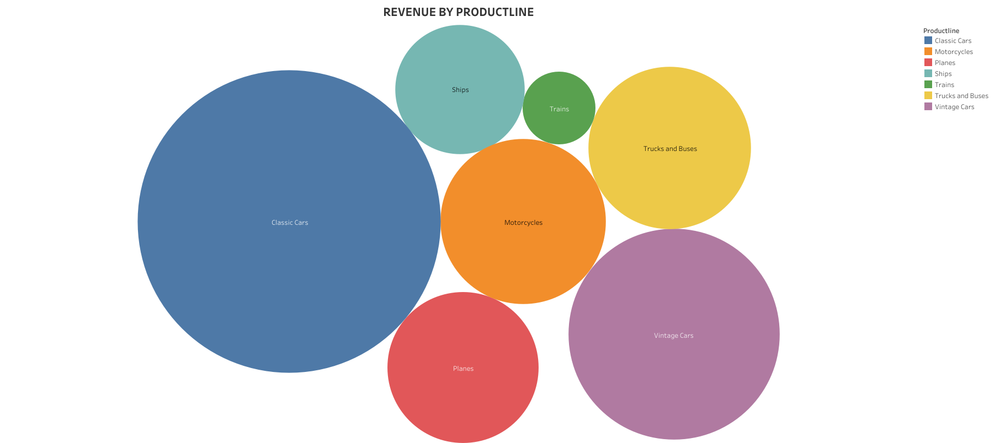 REVENUE BY PRODUCTLINE
Productline
Classic Cars
Motorcycles
Planes
Ships
Trains
Trucks and Buses
Vintage Cars
Ships
Trains
Trucks and Buses
Classic Cars
Motorcycles
Vintage Cars
Planes